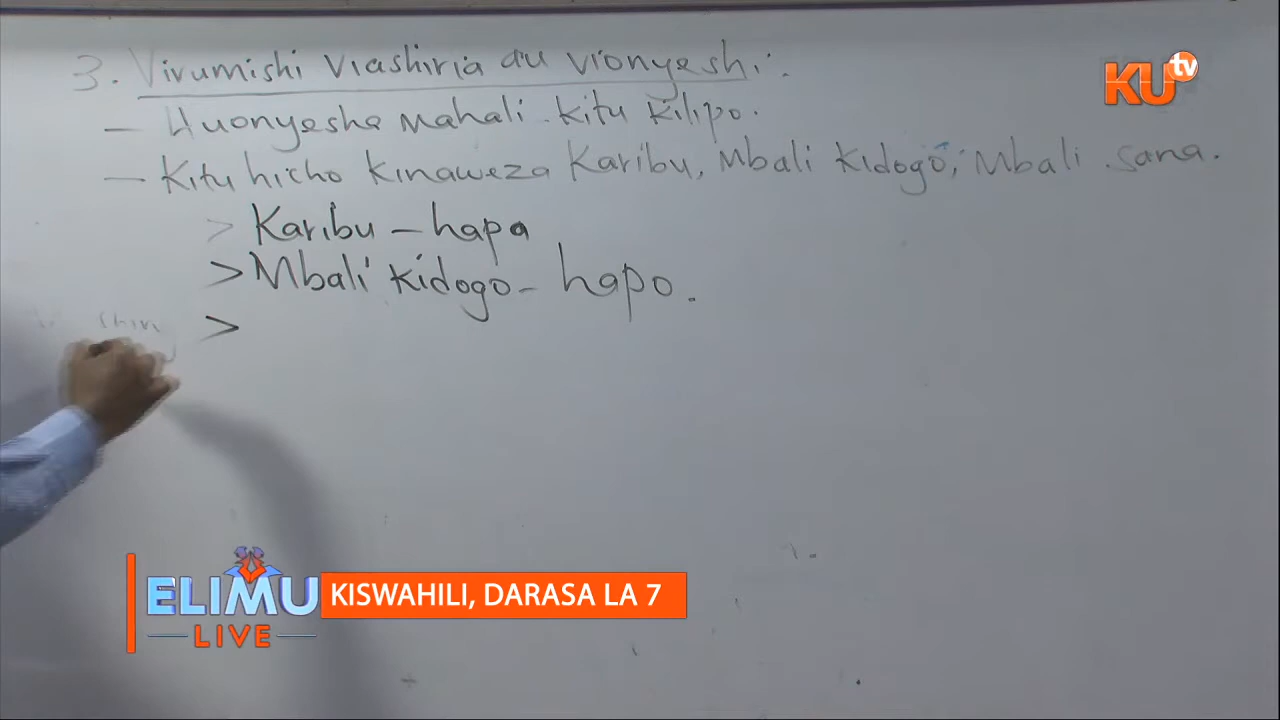 3. Vivumishi Viashiria au Vionyeshi.
KU tv
– Huonyesha Mahali kitu kilipo.
– Kitu hicho kinaweza Karibu, Mbali kidogo, Mbali sana.
> Karibu – hapa
> Mbali kidogo – hapo.
>
ELIMU
LIVE
KISWAHILI, DARASA LA 7